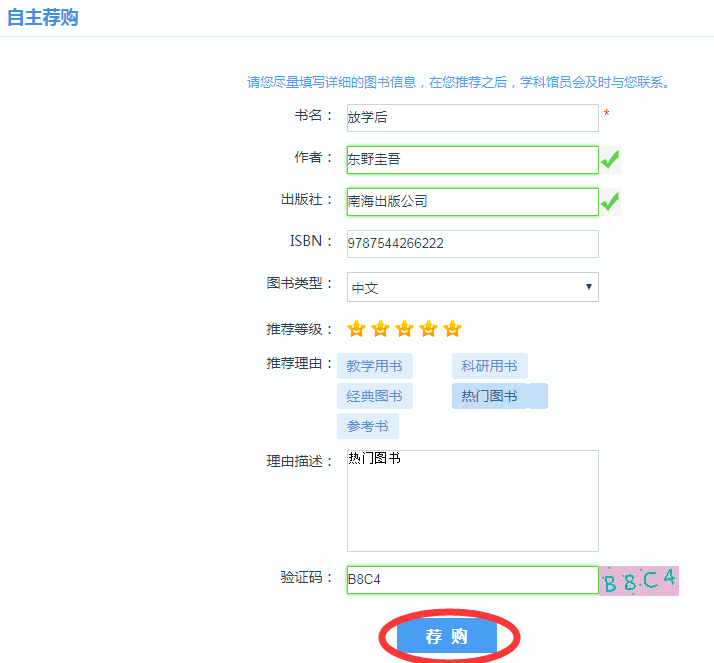 自主荐购
请您尽量填写详细的图书信息，在您推荐之后，学科馆员会及时与您联系。
书名： 放学后 *
作者： 东野圭吾
出版社： 南海出版公司
ISBN： 9787544266222
图书类型： 中文
推荐等级：
推荐理由： 教学用书 科研用书
经典图书 热门图书
参考书
理由描述： 热门图书
验证码： B8C4 B8C4
荐 购